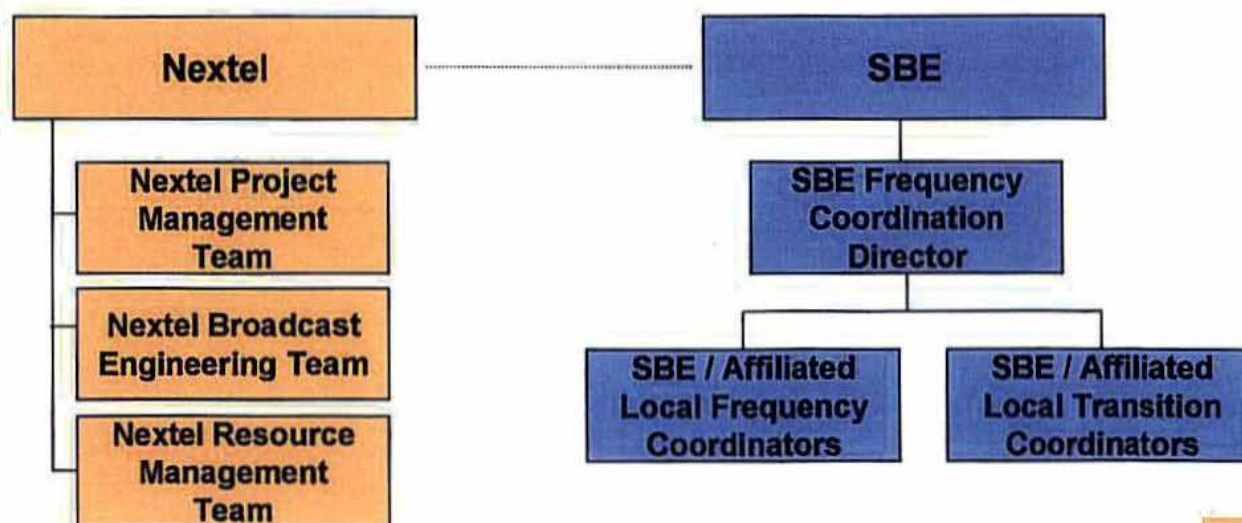 Nextel
SBE
Nextel Project
Management
Team
Nextel Broadcast
Engineering Team
Nextel Resource
Management
Team
SBE Frequency
Coordination
Director
SBE / Affiliated
Local Frequency
Coordinators
SBE / Affiliated
Local Transition
Coordinators